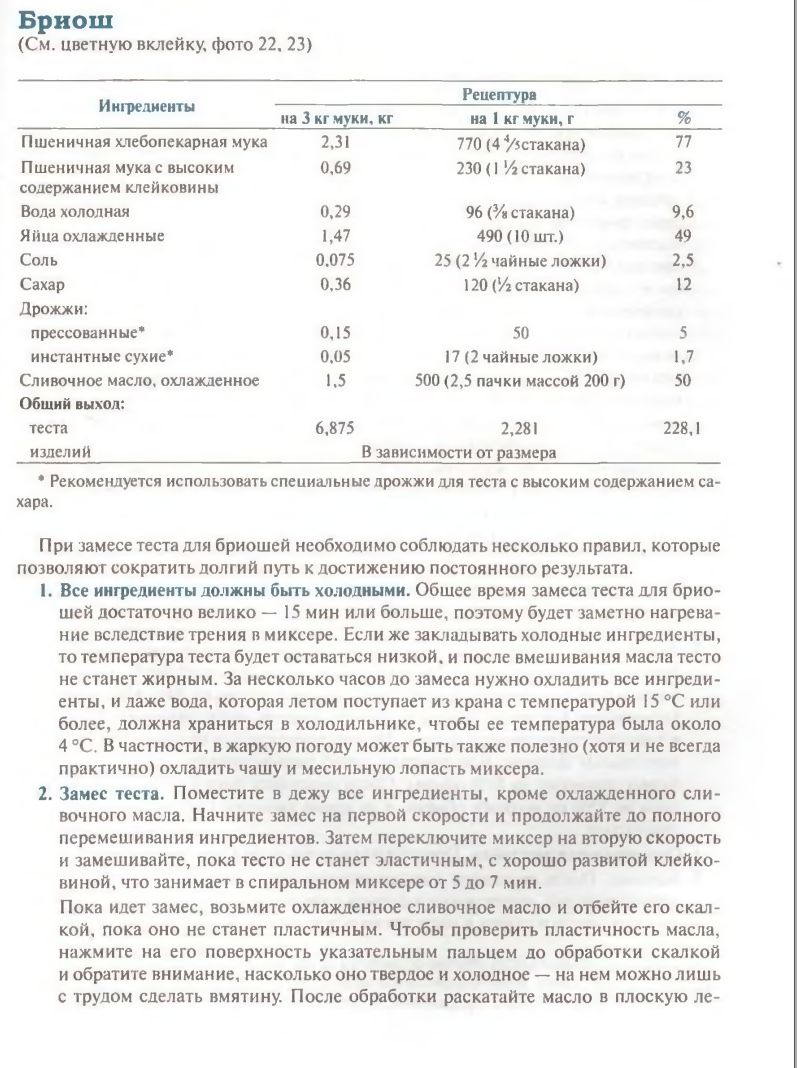 Бриош
(См. цветную вклейку, фото 22, 23)
Ингредиенты
Рецептура
на 3 кг муки, кг на 1 кг муки, г %
Пшеничная хлебопекарная мука 2,31 770 (4 ⁴/₅ стакана) 77
Пшеничная мука с высоким 0,69 230 (1 ½ стакана) 23
содержанием клейковины
Вода холодная 0,29 96 (⅜ стакана) 9,6
Яйца охлажденные 1,47 490 (10 шт.) 49
Соль 0,075 25 (2 ½ чайные ложки) 2,5
Сахар 0,36 120 (½ стакана) 12
Дрожжи:
прессованные* 0,15 50 5
инстантные сухие* 0,05 17 (2 чайные ложки) 1,7
Сливочное масло, охлажденное 1,5 500 (2,5 пачки массой 200 г) 50
Общий выход:
теста 6,875 2,281 228,1
изделий В зависимости от размера
* Рекомендуется использовать специальные дрожжи для теста с высоким содержанием са-
хара.
При замесе теста для бриошей необходимо соблюдать несколько правил, которые
позволяют сократить долгий путь к достижению постоянного результата.
1. Все ингредиенты должны быть холодными. Общее время замеса теста для брио-
шей достаточно велико — 15 мин или больше, поэтому будет заметно нагрева-
ние вследствие трения в миксере. Если же закладывать холодные ингредиенты,
то температура теста будет оставаться низкой, и после вмешивания масла тесто
не станет жирным. За несколько часов до замеса нужно охладить все ингреди-
енты, и даже вода, которая летом поступает из крана с температурой 15 °С или
более, должна храниться в холодильнике, чтобы ее температура была около
4 °С. В частности, в жаркую погоду может быть также полезно (хотя и не всегда
практично) охладить чашу и месильную лопасть миксера.
2. Замес теста. Поместите в дежу все ингредиенты, кроме охлажденного сли-
вочного масла. Начните замес на первой скорости и продолжайте до полного
перемешивания ингредиентов. Затем переключите миксер на вторую скорость
и замешивайте, пока тесто не станет эластичным, с хорошо развитой клейко-
виной, что занимает в спиральном миксере от 5 до 7 мин.
Пока идет замес, возьмите охлажденное сливочное масло и отбейте его скал-
кой, пока оно не станет пластичным. Чтобы проверить пластичность масла,
нажмите на его поверхность указательным пальцем до обработки скалкой
и обратите внимание, насколько оно твердое и холодное — на нем можно лишь
с трудом сделать вмятину. После обработки раскатайте масло в плоскую ле-